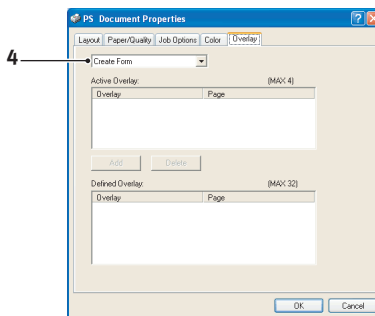 PS Document Properties
Layout Paper/Quality Job Options Color Overlay
4
Create Form
Active Overlay: (MAX 4)
Overlay Page
Add Delete
Defined Overlay: (MAX 32)
Overlay Page
OK Cancel